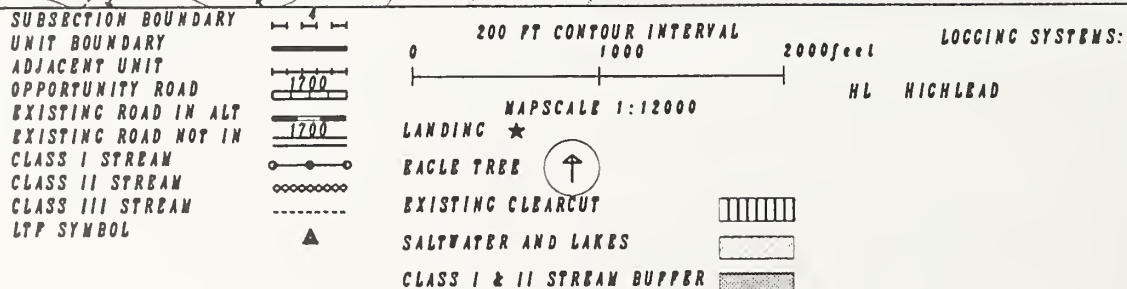 SUBSECTION BOUNDARY 4
UNIT BOUNDARY
ADJACENT UNIT
OPPORTUNITY ROAD 1700
EXISTING ROAD IN ALT
EXISTING ROAD NOT IN 1700
CLASS I STREAM
CLASS II STREAM
CLASS III STREAM
LTF SYMBOL
200 FT CONTOUR INTERVAL
0 1000 2000feet
MAPSCALE 1:12000
LANDING
EAGLE TREE
EXISTING CLEARCUT
SALTWATER AND LAKES
CLASS I & II STREAM BUFFER
LOGGING SYSTEMS:
HL HIGHLEAD